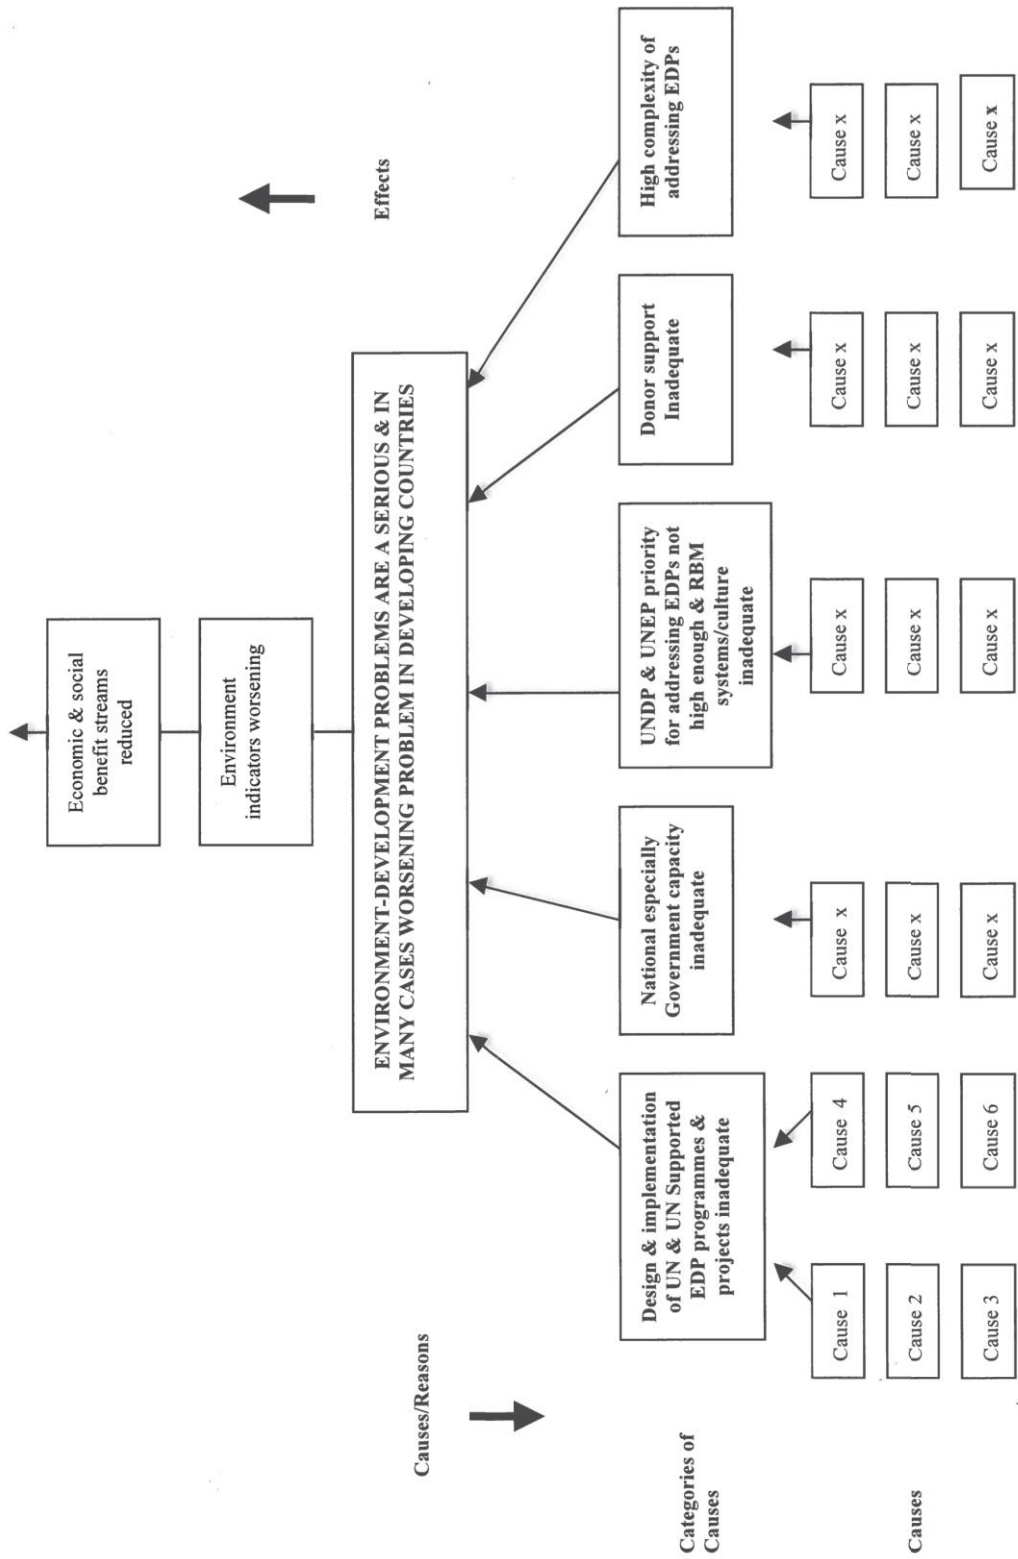 Economic & social
benefit streams
reduced
Environment
indicators worsening
Effects
ENVIRONMENT-DEVELOPMENT PROBLEMS ARE A SERIOUS & IN
MANY CASES WORSENING PROBLEM IN DEVELOPING COUNTRIES
Causes/Reasons
Categories of
Causes
Design & implementation
of UN & UN Supported
EDP programmes &
projects inadequate
National especially
Government capacity
inadequate
UNDP & UNEP priority
for addressing EDPs not
high enough & RBM
systems/culture
inadequate
Donor support
Inadequate
High complexity of
addressing EDPs
Causes
Cause 1
Cause 4
Cause x
Cause x
Cause x
Cause x
Cause 2
Cause 5
Cause x
Cause x
Cause x
Cause x
Cause 3
Cause 6
Cause x
Cause x
Cause x
Cause x